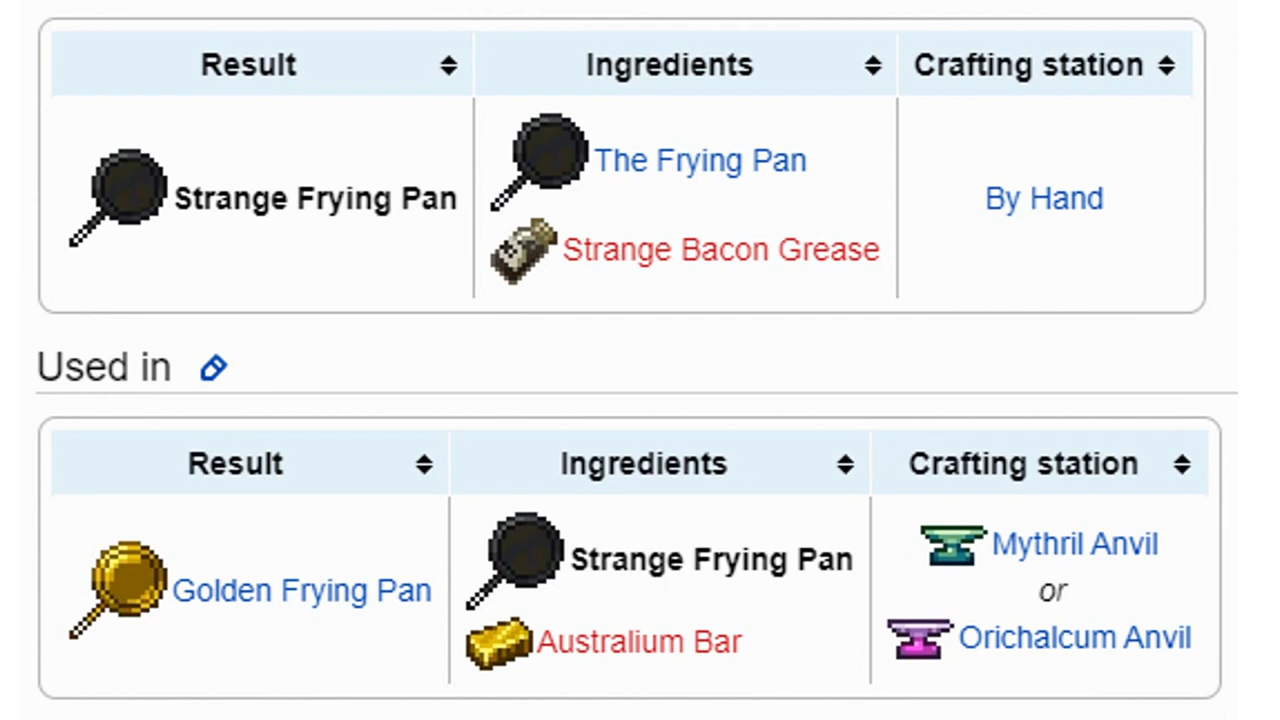 Result Ingredients Crafting station
Strange Frying Pan
The Frying Pan
Strange Bacon Grease
By Hand
Used in
Result Ingredients Crafting station
Golden Frying Pan
Strange Frying Pan
Australium Bar
Mythril Anvil
or
Orichalcum Anvil